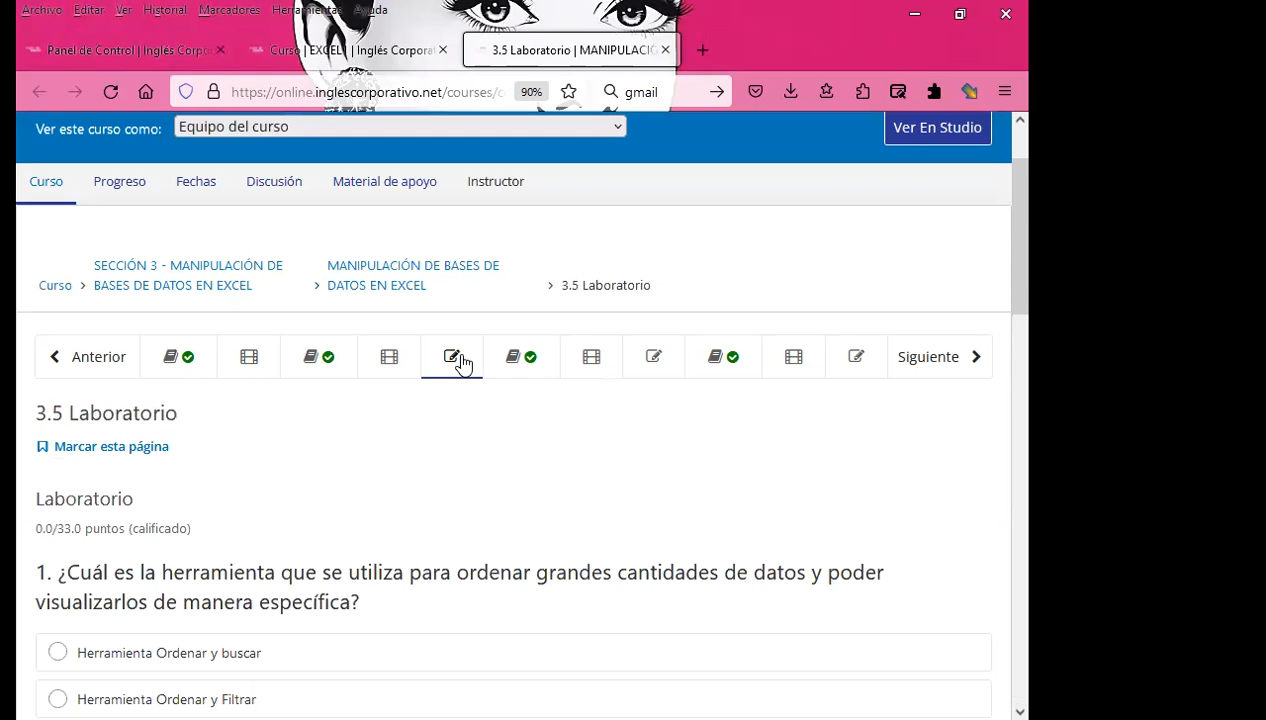 Archivo Editar Ver Historial Marcadores Herramientas Ayuda
Panel de Control | Inglés Corpo
Curso | EXCEL | Inglés Corporat
3.5 Laboratorio | MANIPULACIÓ
https://online.inglescorporativo.net/courses/c
90%
gmail
Ver este curso como:
Equipo del curso
Ver En Studio
Curso Progreso Fechas Discusión Material de apoyo Instructor
Curso > SECCIÓN 3 - MANIPULACIÓN DE BASES DE DATOS EN EXCEL > MANIPULACIÓN DE BASES DE DATOS EN EXCEL > 3.5 Laboratorio
Anterior
Siguiente
3.5 Laboratorio
Marcar esta página
Laboratorio
0.0/33.0 puntos (calificado)
1. ¿Cuál es la herramienta que se utiliza para ordenar grandes cantidades de datos y poder
visualizarlos de manera específica?
Herramienta Ordenar y buscar
Herramienta Ordenar y Filtrar